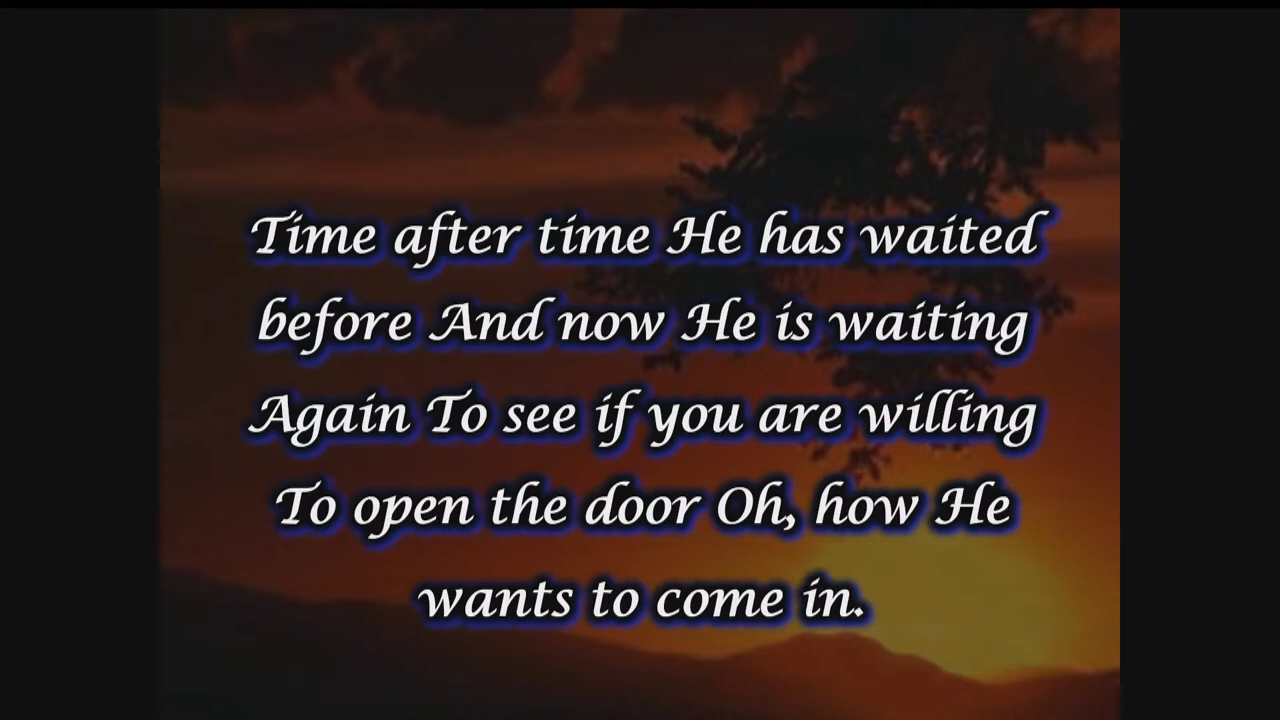 Time after time He has waited
before And now He is waiting
Again To see if you are willing
To open the door Oh, how He
wants to come in.